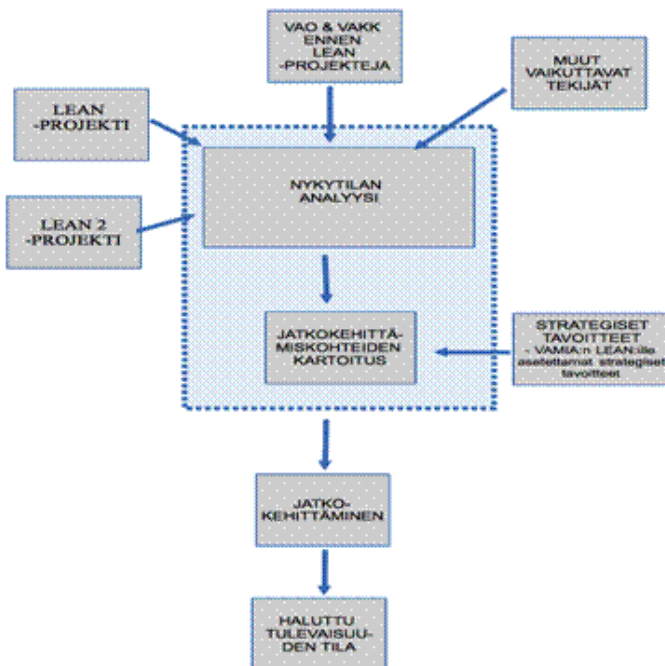 VAO & VAKK
ENNEN
LEAN
-PROJEKTEJA
MUUT
VAIKUTTAVAT
TEKIJÄT
LEAN
-PROJEKTI
NYKYTILAN
ANALYYSI
LEAN 2
-PROJEKTI
JATKOKEHITTÄ-
MISKOHTEIDEN
KARTOITUS
STRATEGISET
TAVOITTEET
- VAMIA:n LEAN:ille
asetettamat strategiset
tavoitteet
JATKO-
KEHITTÄMINEN
HALUTTU
TULEVAISUU-
DEN TILA